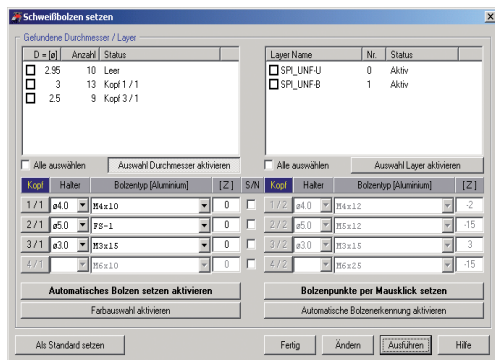 Schweißbolzen setzen
Gefundene Durchmesser / Layer
D = [ø] Anzahl Status
2.95 10 Leer
3 13 Kopf 1 / 1
2.5 9 Kopf 3 / 1
Layer Name Nr. Status
SPI_UNF-U 0 Aktiv
SPI_UNF-B 1 Aktiv
Alle auswählen Auswahl Durchmesser aktivieren
Alle auswählen Auswahl Layer aktivieren
Kopf Halter Bolzentyp [Aluminium] [Z] S/N Kopf Halter Bolzentyp [Aluminium] [Z]
1 / 1 ø4.0 M4x10 0 1 / 2 ø4.0 M4x12 -2
2 / 1 ø5.0 FS-1 0 2 / 2 ø5.0 M5x12 -15
3 / 1 ø3.0 M3x15 0 3 / 2 ø3.0 M3x15 3
4 / 1 M6x10 0 4 / 2 M6x25 -15
Automatisches Bolzen setzen aktivieren Bolzenpunkte per Mausklick setzen
Farbauswahl aktivieren Automatische Bolzenerkennung aktivieren
Als Standard setzen Fertig Ändern Ausführen Hilfe